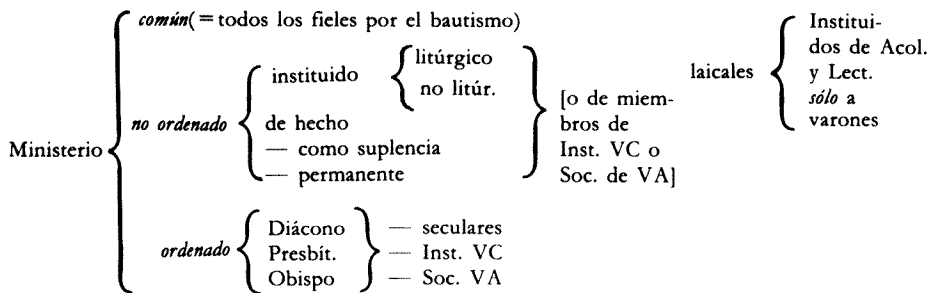 común(=todos los fieles por el bautismo)
Ministerio
no ordenado
instituido
litúrgico
no litúr.
de hecho
— como suplencia
— permanente
[o de miem-
bros de
Inst. VC o
Soc. de VA]
laicales
Institui-
dos de Acol.
y Lect.
sólo a
varones
ordenado
Diácono
Presbít.
Obispo
— seculares
— Inst. VC
— Soc. VA